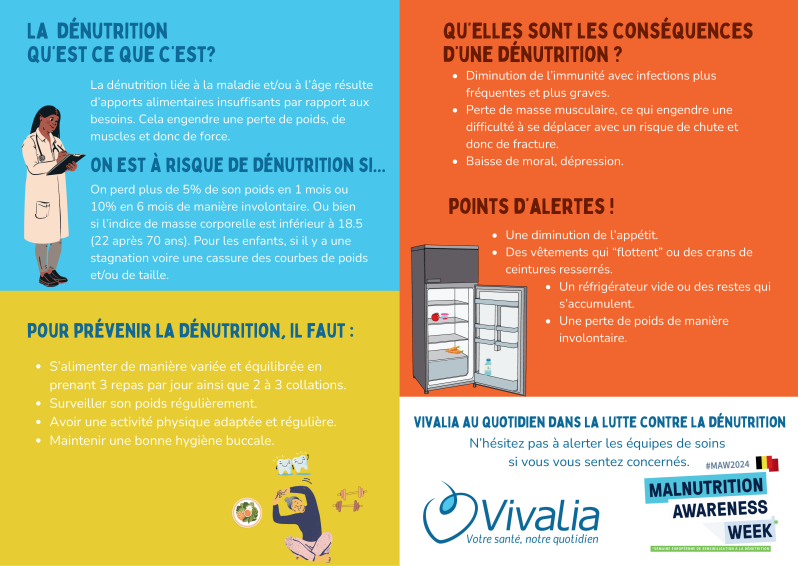 LA DÉNUTRITION
QU'EST CE QUE C'EST?
La dénutrition liée à la maladie et/ou à l'âge résulte
d'apports alimentaires insuffisants par rapport aux
besoins. Cela engendre une perte de poids, de
muscles et donc de force.
ON EST À RISQUE DE DÉNUTRITION SI...
On perd plus de 5% de son poids en 1 mois ou
10% en 6 mois de manière involontaire. Ou bien
si l'indice de masse corporelle est inférieur à 18.5
(22 après 70 ans). Pour les enfants, si il y a une
stagnation voire une cassure des courbes de poids
et/ou de taille.
POUR PRÉVENIR LA DÉNUTRITION, IL FAUT :
• S'alimenter de manière variée et équilibrée en
prenant 3 repas par jour ainsi que 2 à 3 collations.
• Surveiller son poids régulièrement.
• Avoir une activité physique adaptée et régulière.
• Maintenir une bonne hygiène buccale.
QU'ELLES SONT LES CONSÉQUENCES
D'UNE DÉNUTRITION ?
• Diminution de l'immunité avec infections plus
fréquentes et plus graves.
• Perte de masse musculaire, ce qui engendre une
difficulté à se déplacer avec un risque de chute et
donc de fracture.
• Baisse de moral, dépression.
POINTS D'ALERTES !
• Une diminution de l'appétit.
• Des vêtements qui "flottent" ou des crans de
ceintures resserrés.
• Un réfrigérateur vide ou des restes qui
s'accumulent.
• Une perte de poids de manière
involontaire.
VIVALIA AU QUOTIDIEN DANS LA LUTTE CONTRE LA DÉNUTRITION
N'hésitez pas à alerter les équipes de soins
si vous vous sentez concernés.
#MAW2024
MALNUTRITION
AWARENESS
WEEK
SEMAINE EUROPÉENNE DE SENSIBILISATION À LA DÉNUTRITION
Vivalia
Votre santé, notre quotidien